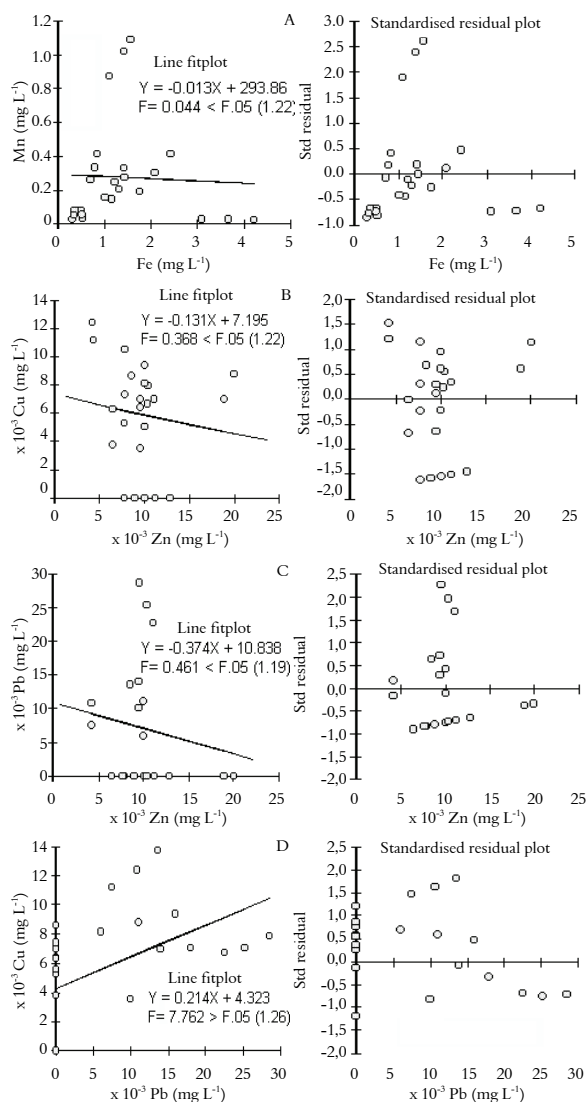 A
Mn (mg L-1)
1.2
1.0
0.8
0.6
0.4
0.2
0
Line fitplot
Y = -0.013X + 293.86
F= 0.044 < F.05 (1.22)
0 1 2 3 4 5
Fe (mg L-1)
Standardised residual plot
Std residual
3.0
2.5
2.0
1.5
1.0
0.5
0.0
-0.5
-1.0
0 1 2 3 4 5
Fe (mg L-1)
B
x 10-3 Cu (mg L-1)
14
12
10
8
6
4
2
0
Line fitplot
Y = -0.131X + 7.195
F= 0.368 < F.05 (1.22)
0 5 10 15 20 25
x 10-3 Zn (mg L-1)
Standardised residual plot
Std residual
2,0
1,5
1,0
0,5
0
-0,5
-1,0
-1,5
-2,0
0 5 10 15 20 25
x 10-3 Zn (mg L-1)
C
x 10-3 Pb (mg L-1)
30
25
20
15
10
5
0
Line fitplot
Y = -0.374X + 10.838
F= 0.461 < F.05 (1.19)
0 5 10 15 20 25
x 10-3 Zn (mg L-1)
Standardised residual plot
Std residual
2,5
2,0
1,5
1,0
0,5
0,0
-0,5
-1,0
-1,5
-2,0
0 5 10 15 20 25
x 10-3 Zn (mg L-1)
D
x 10-3 Cu (mg L-1)
14
12
10
8
6
4
2
0
Line fitplot
Y = 0.214X + 4.323
F= 7.762 > F.05 (1.26)
0 5 10 15 20 25 30
x 10-3 Pb (mg L-1)
Standardised residual plot
Std residual
2,5
2,0
1,5
1,0
0,5
0,0
-0,5
-1,0
-1,5
-2,0
0 5 10 15 20 25 30
x 10-3 Pb (mg L-1)